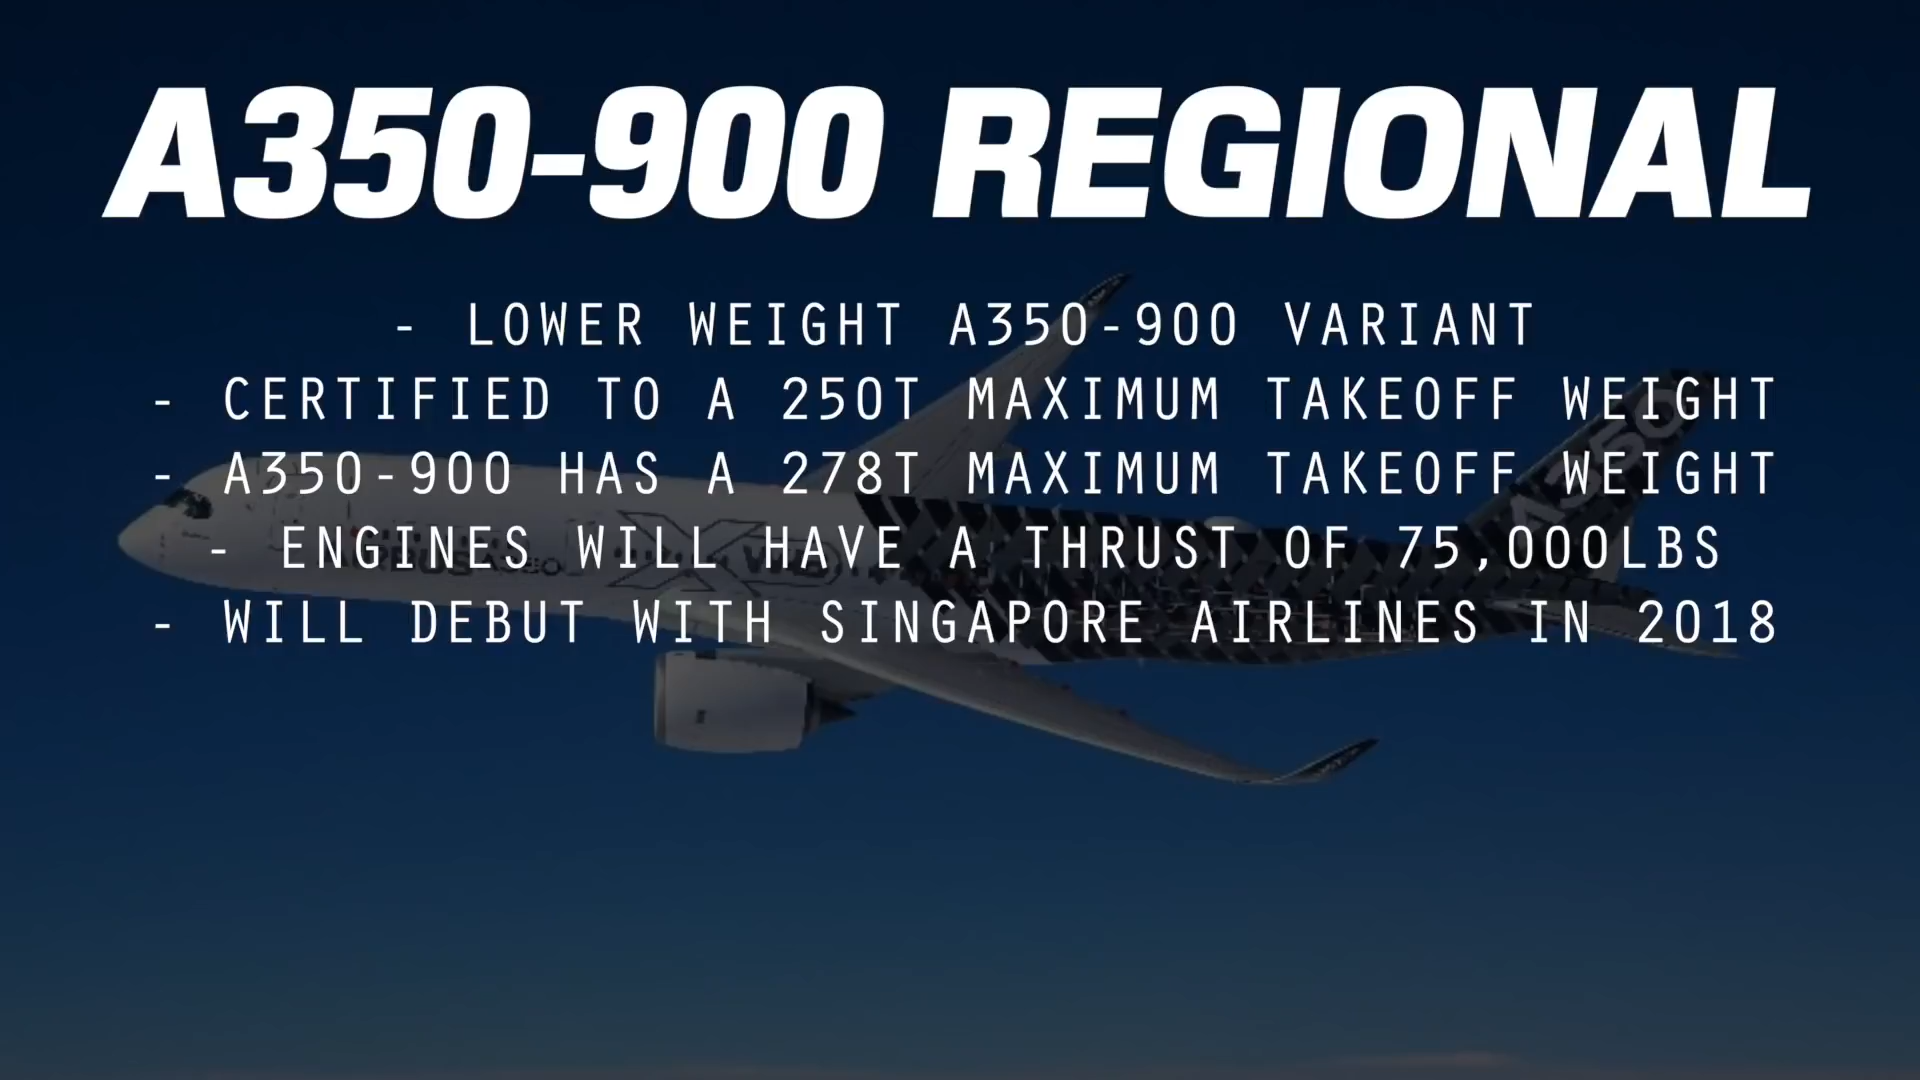 A350-900 REGIONAL
- LOWER WEIGHT A350-900 VARIANT
- CERTIFIED TO A 250T MAXIMUM TAKEOFF WEIGHT
- A350-900 HAS A 278T MAXIMUM TAKEOFF WEIGHT
- ENGINES WILL HAVE A THRUST OF 75,000LBS
- WILL DEBUT WITH SINGAPORE AIRLINES IN 2018
A350